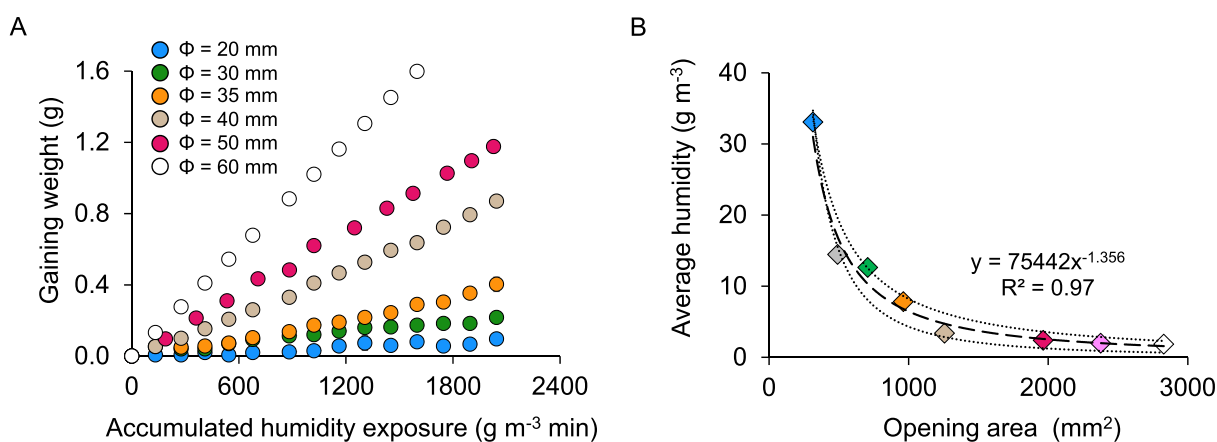 A
Φ = 20 mm
Φ = 30 mm
Φ = 35 mm
Φ = 40 mm
Φ = 50 mm
Φ = 60 mm
Gaining weight (g)
1.6
1.2
0.8
0.4
0.0
0 600 1200 1800 2400
Accumulated humidity exposure (g m⁻³ min)
B
Average humidity (g m⁻³)
40
30
20
10
0
y = 75442x⁻¹·³⁵⁶
R² = 0.97
0 1000 2000 3000
Opening area (mm²)